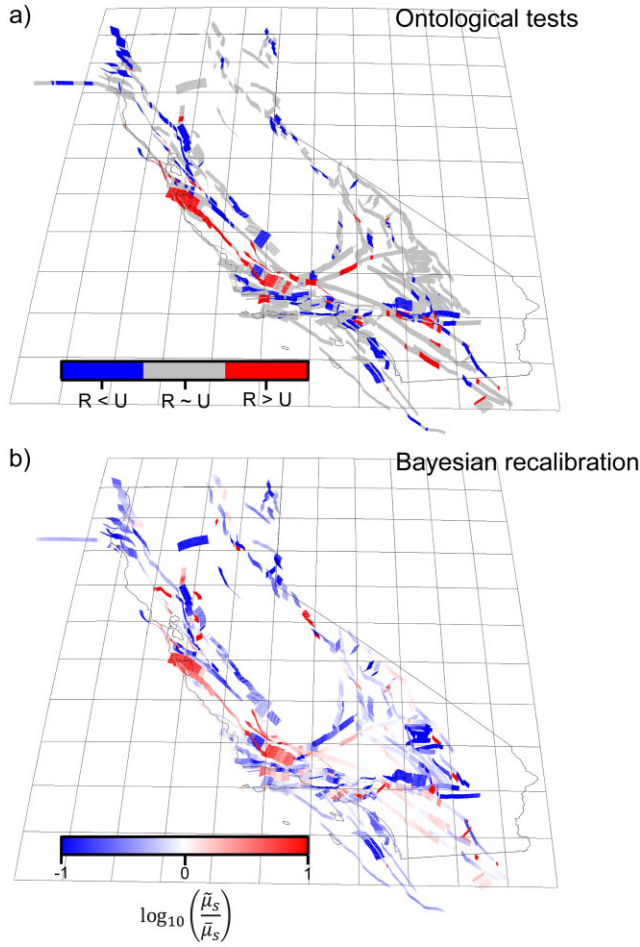 a)
Ontological tests
R < U
R ~ U
R > U
b)
Bayesian recalibration
-1
0
1
log₁₀(μ̃ₛ/μ̄ₛ)